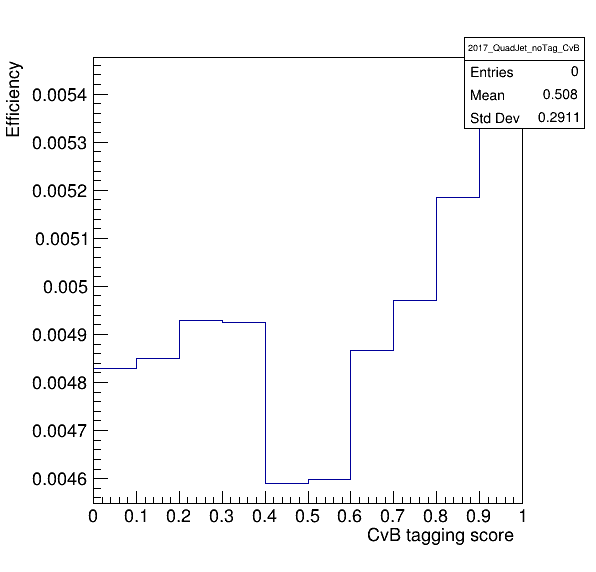 2017_QuadJet_noTag_CvB
Entries 0
Mean 0.508
Std Dev 0.2911
Efficiency
0.0054
0.0053
0.0052
0.0051
0.005
0.0049
0.0048
0.0047
0.0046
0 0.1 0.2 0.3 0.4 0.5 0.6 0.7 0.8 0.9 1
CvB tagging score